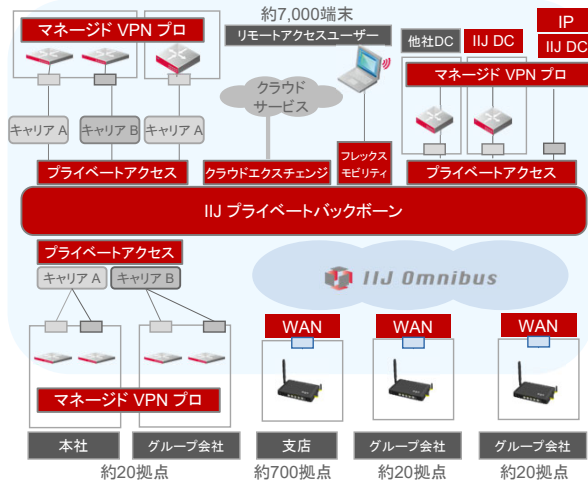 マネージド VPN プロ
約7,000端末
リモートアクセスユーザー
クラウド
サービス
他社DC
IIJ DC
IP
IIJ DC
マネージド VPN プロ
キャリア A
キャリア B
キャリア A
プライベートアクセス
クラウドエクスチェンジ
フレックス
モビリティ
プライベートアクセス
IIJ プライベートバックボーン
プライベートアクセス
キャリア A
キャリア B
IIJ Omnibus
WAN
WAN
WAN
マネージド VPN プロ
本社
グループ会社
支店
グループ会社
グループ会社
約20拠点
約700拠点
約20拠点
約20拠点